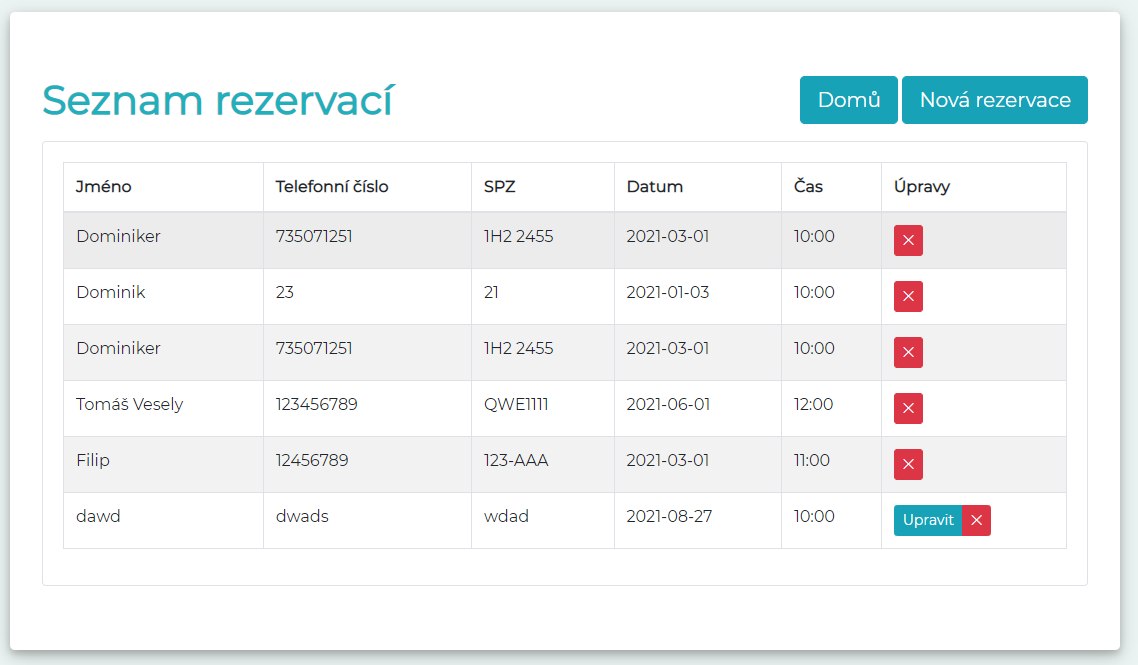 Seznam rezervací
Domů Nová rezervace
Jméno Telefonní číslo SPZ Datum Čas Úpravy
Dominiker 735071251 1H2 2455 2021-03-01 10:00 ×
Dominik 23 21 2021-01-03 10:00 ×
Dominiker 735071251 1H2 2455 2021-03-01 10:00 ×
Tomáš Vesely 123456789 QWE1111 2021-06-01 12:00 ×
Filip 12456789 123-AAA 2021-03-01 11:00 ×
dawd dwads wdad 2021-08-27 10:00 Upravit ×